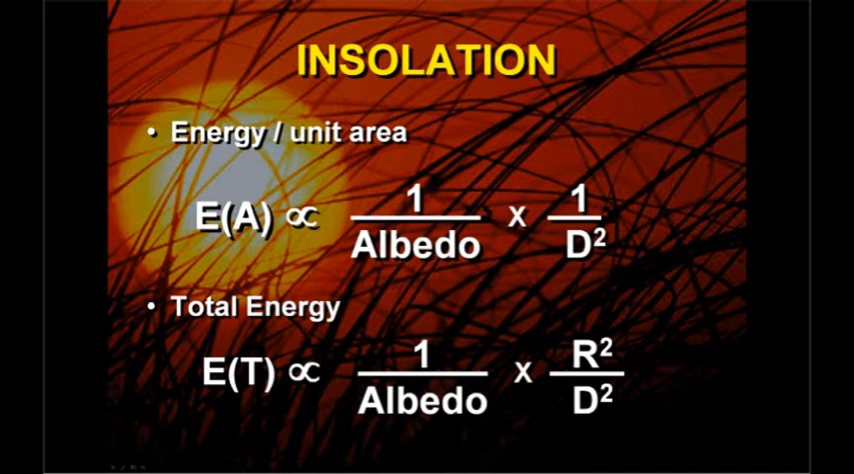 INSOLATION
• Energy / unit area
E(A) ∝ 1/Albedo x 1/D²
• Total Energy
E(T) ∝ 1/Albedo x R²/D²